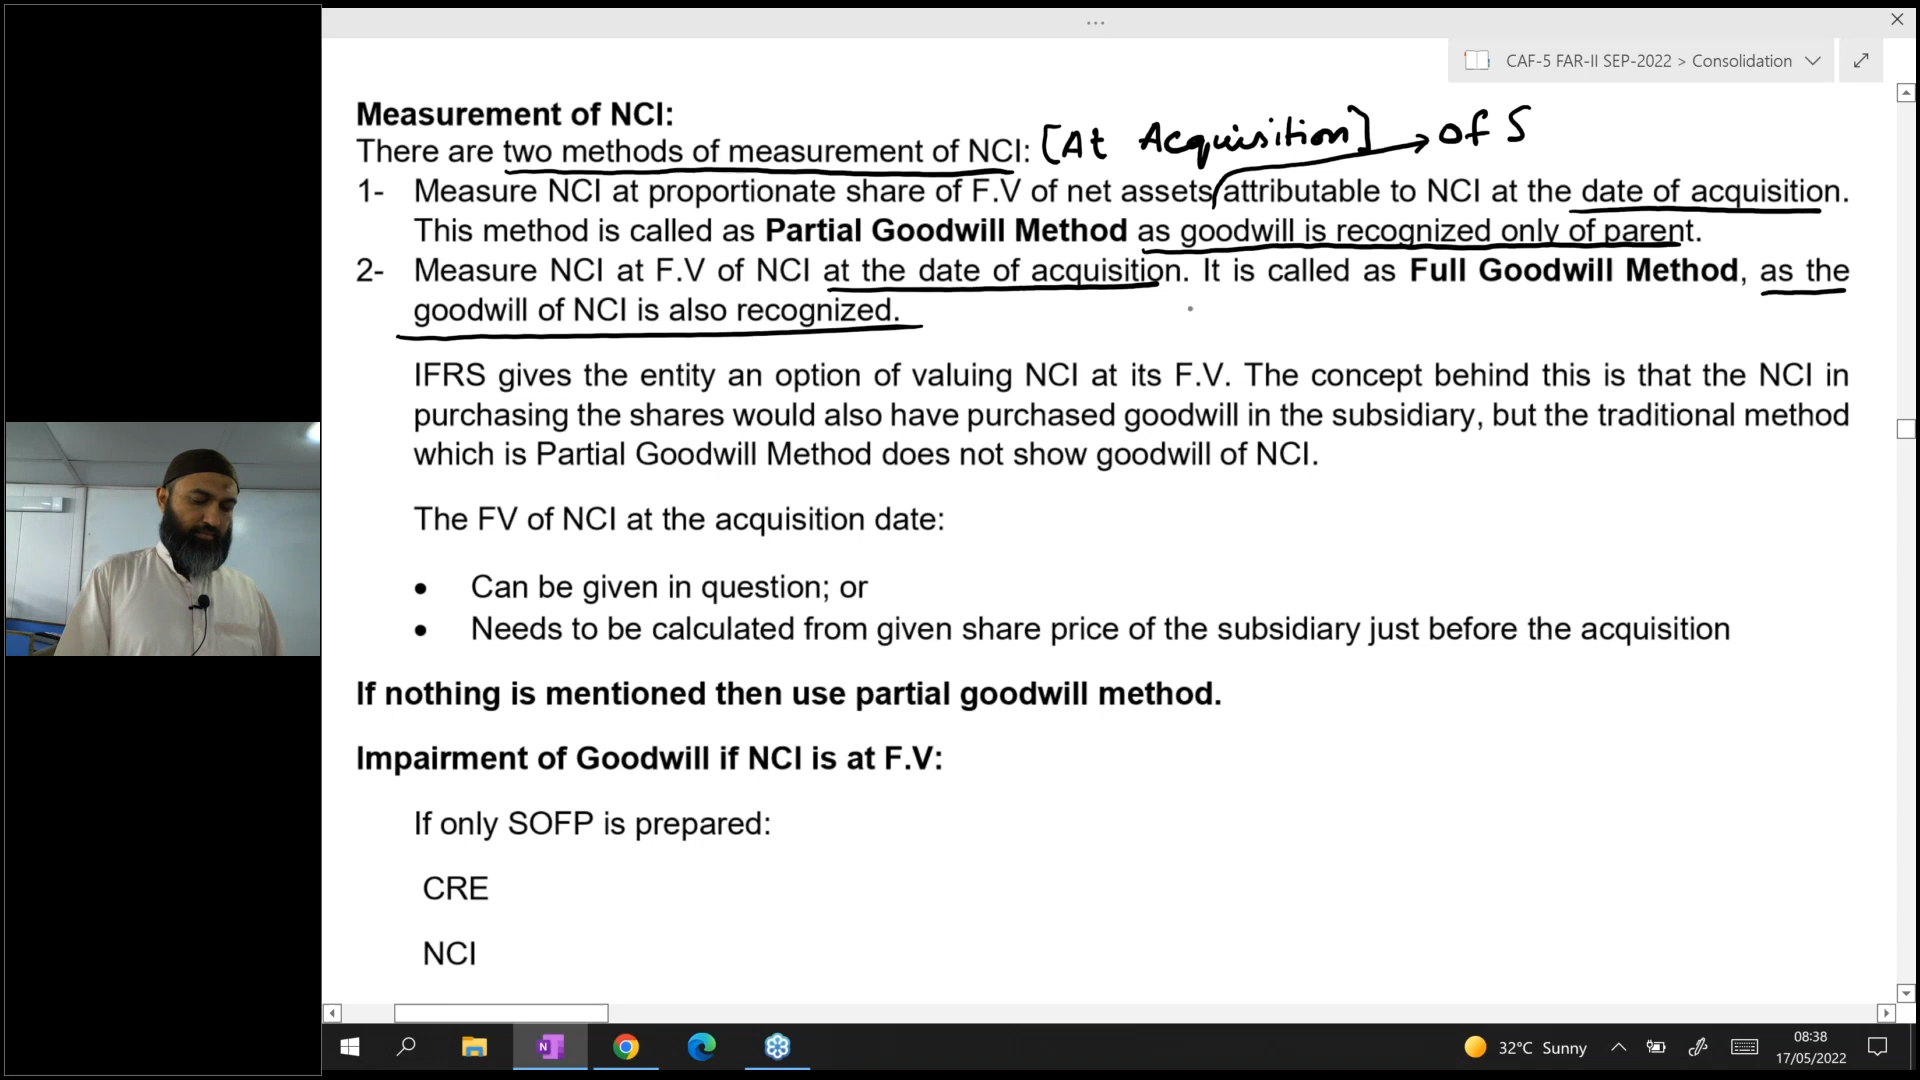 CAF-5 FAR-II SEP-2022 > Consolidation
Measurement of NCI:
There are two methods of measurement of NCI: [At Acquisition] of S
1- Measure NCI at proportionate share of F.V of net assets attributable to NCI at the date of acquisition.
This method is called as Partial Goodwill Method as goodwill is recognized only of parent.
2- Measure NCI at F.V of NCI at the date of acquisition. It is called as Full Goodwill Method, as the
goodwill of NCI is also recognized.
IFRS gives the entity an option of valuing NCI at its F.V. The concept behind this is that the NCI in
purchasing the shares would also have purchased goodwill in the subsidiary, but the traditional method
which is Partial Goodwill Method does not show goodwill of NCI.
The FV of NCI at the acquisition date:
• Can be given in question; or
• Needs to be calculated from given share price of the subsidiary just before the acquisition
If nothing is mentioned then use partial goodwill method.
Impairment of Goodwill if NCI is at F.V:
If only SOFP is prepared:
CRE
NCI
32°C Sunny
08:38
17/05/2022